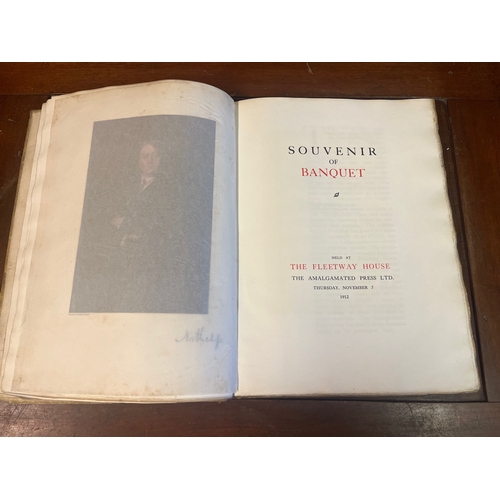 SOUVENIR
OF
BANQUET
HELD AT
THE FLEETWAY HOUSE
THE AMALGAMATED PRESS LTD.
THURSDAY, NOVEMBER 7
1912